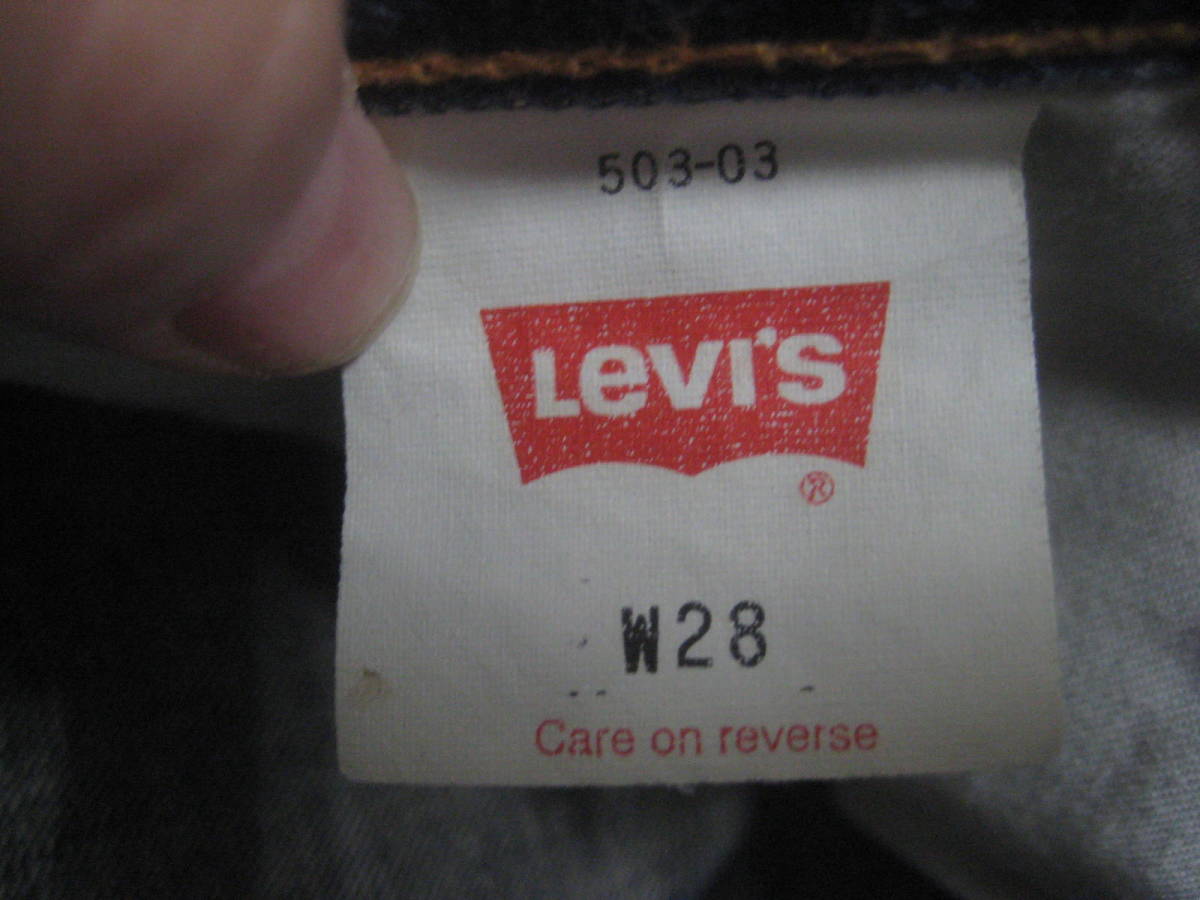 503-03
Levi's
®
W28
Care on reverse